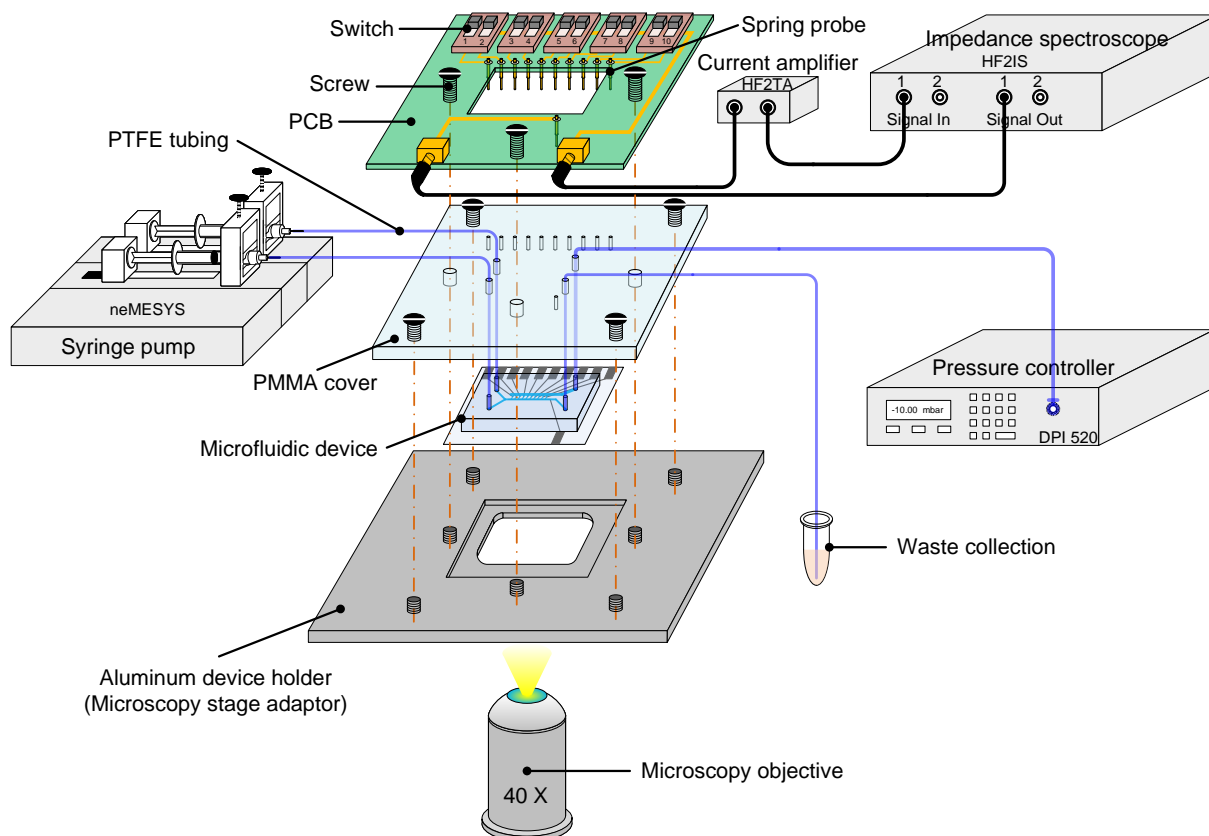 Switch
1 2 3 4 5 6 7 8 9 10
Spring probe
Impedance spectroscope
HF2IS
Current amplifier
HF2TA
1 2 1 2
Signal In Signal Out
Screw
PCB
PTFE tubing
neMESYS
Syringe pump
PMMA cover
Pressure controller
-10.00 mbar
DPI 520
Microfluidic device
Waste collection
Aluminum device holder
(Microscopy stage adaptor)
Microscopy objective
40 X